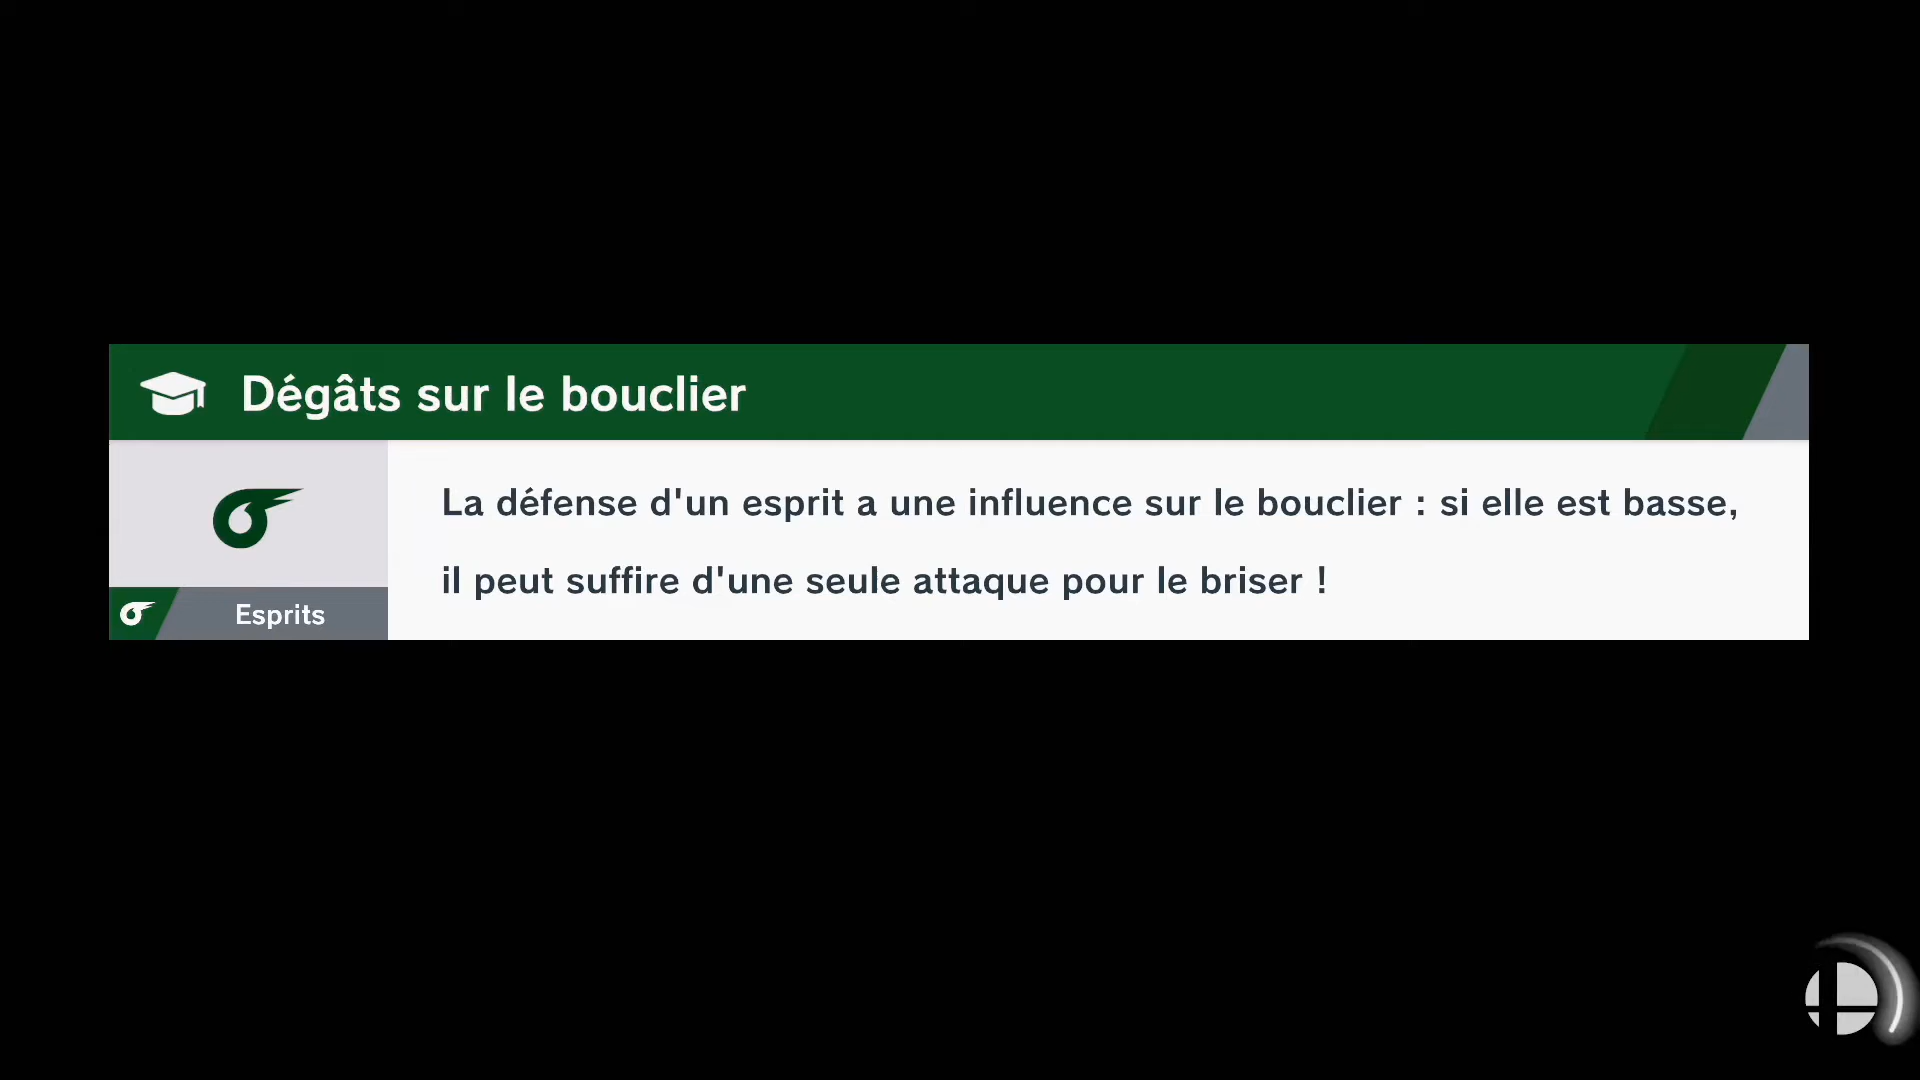 Dégâts sur le bouclier
La défense d'un esprit a une influence sur le bouclier : si elle est basse,
il peut suffire d'une seule attaque pour le briser !
Esprits